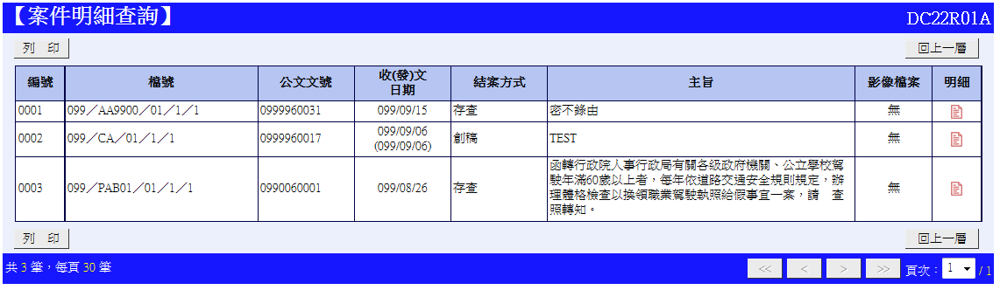 【案件明細查詢】 DC22R01A
列　印 回上一層
編號 檔號 公文文號 收(發)文 結案方式 主旨 影像檔案 明細
日期
0001 099／AA9900／01／1／1 0999960031 099/09/15 存查 密不錄由 無
0002 099／CA／01／1／1 0999960017 099/09/06 創稿 TEST 無
(099/09/06)
0003 099／PAB01／01／1／1 0990060001 099/08/26 存查 函轉行政院人事行政局有關各級政府機關、公立學校駕 無
駛年滿60歲以上者，每年依道路交通安全規則規定，辦
理體格檢查以換領職業駕駛執照給假事宜一案，請　查
照轉知。
列　印 回上一層
共 3 筆，每頁 30 筆 << < > >> 頁次： 1 / 1